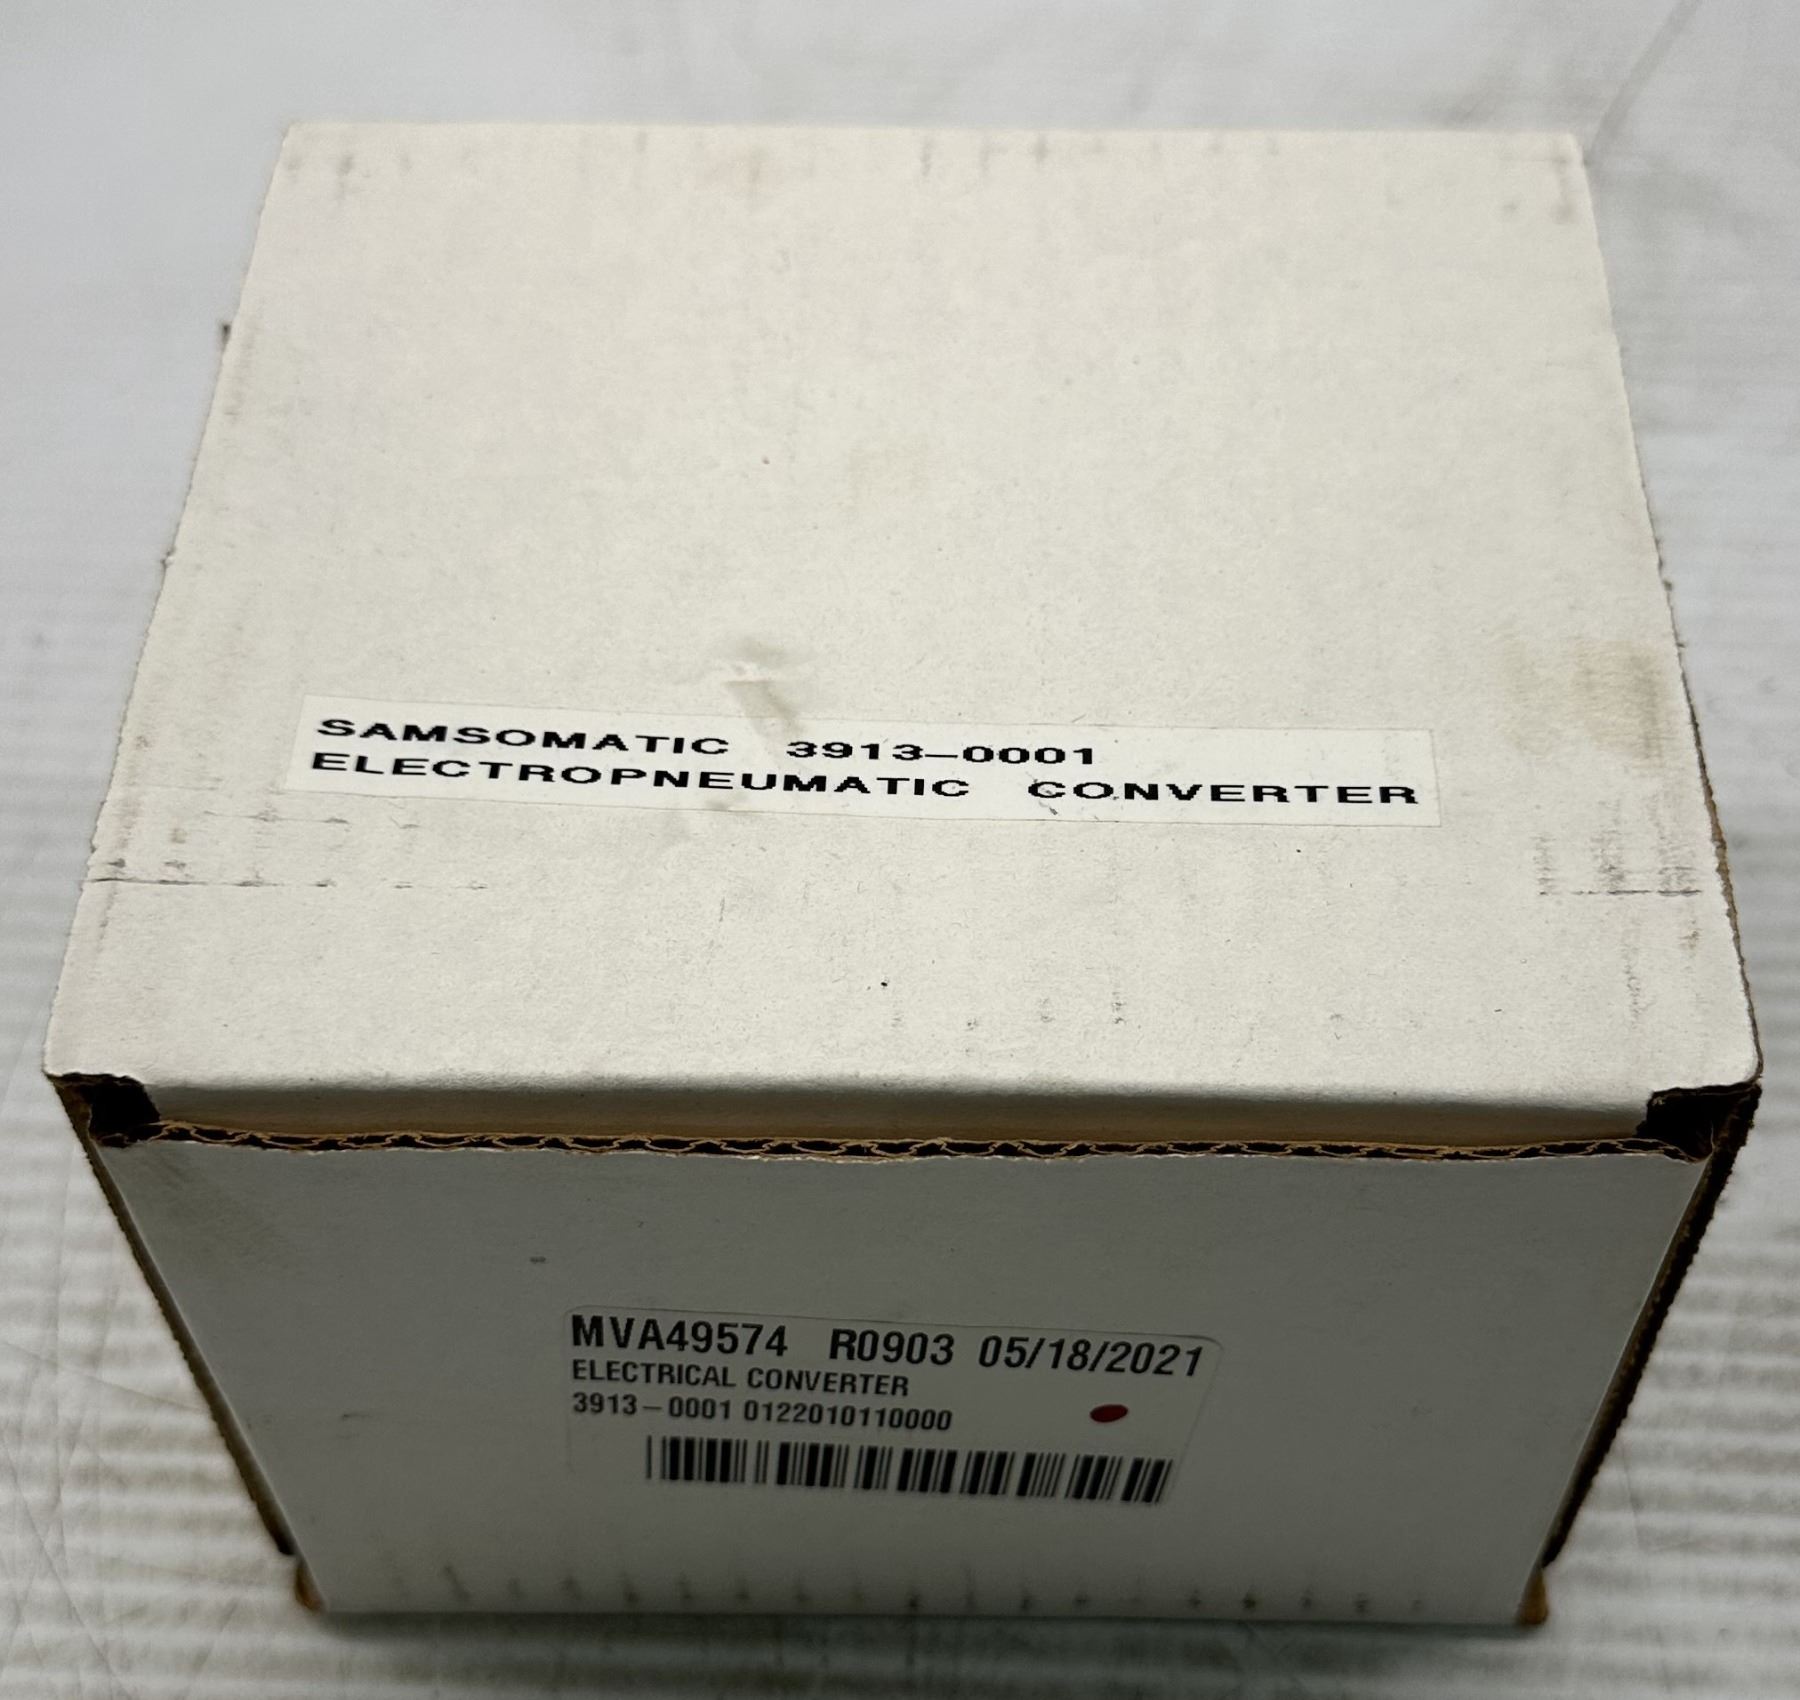 SAMSOMATIC 3913-0001
ELECTROPNEUMATIC CONVERTER
MVA49574 R0903 05/18/2021
ELECTRICAL CONVERTER
3913-0001 0122010110000